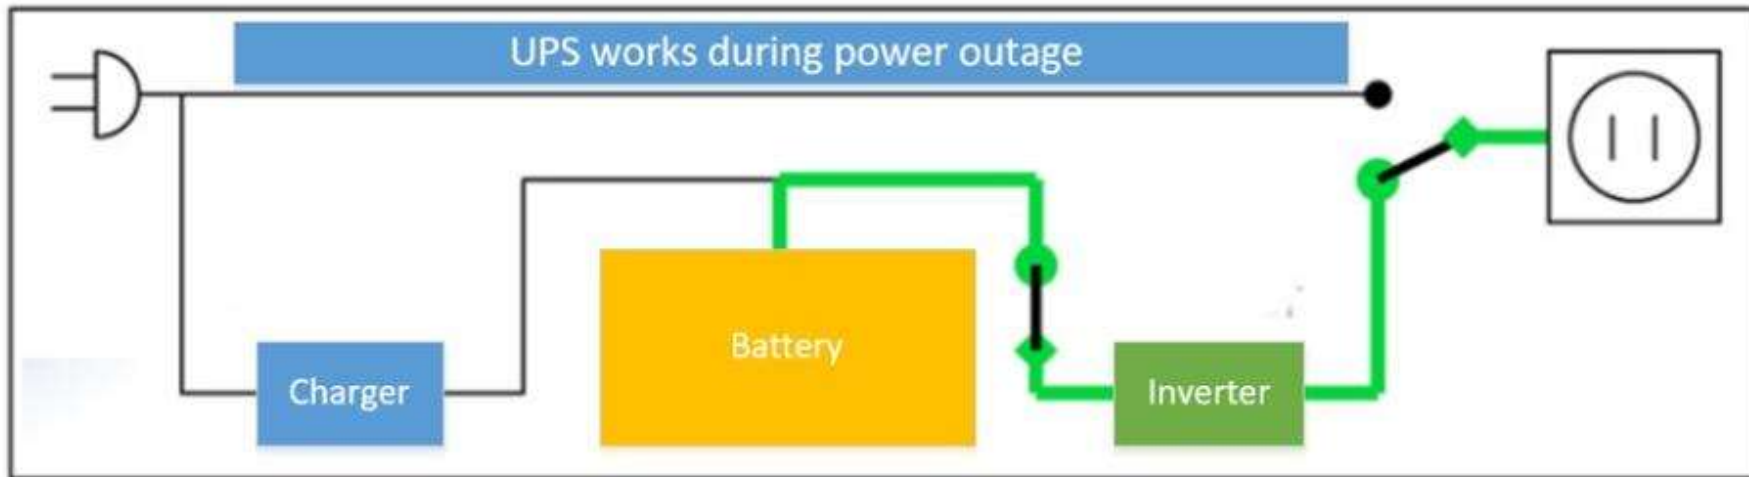 UPS works during power outage
Battery
Charger
Inverter